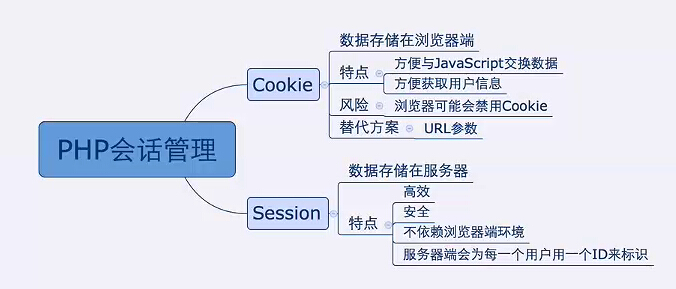 PHP会话管理
Cookie
数据存储在浏览器端
特点
方便与JavaScript交换数据
方便获取用户信息
风险
浏览器可能会禁用Cookie
替代方案
URL参数
Session
数据存储在服务器
特点
高效
安全
不依赖浏览器端环境
服务器端会为每一个用户用一个ID来标识